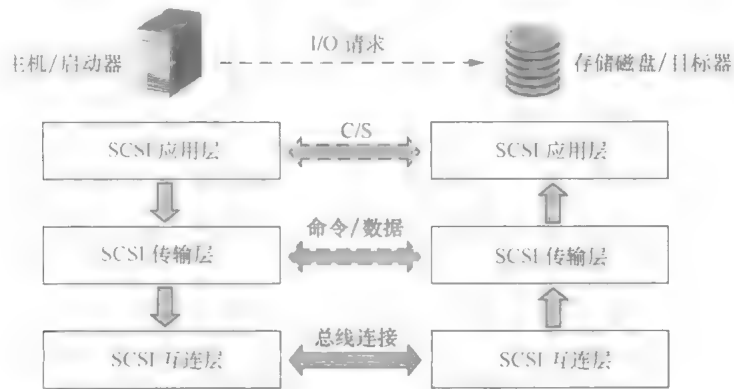 I/O 请求
主机/启动器
存储磁盘/目标器
C/S
SCSI 应用层
SCSI 应用层
命令/数据
SCSI 传输层
SCSI 传输层
总线连接
SCSI 互连层
SCSI 互连层